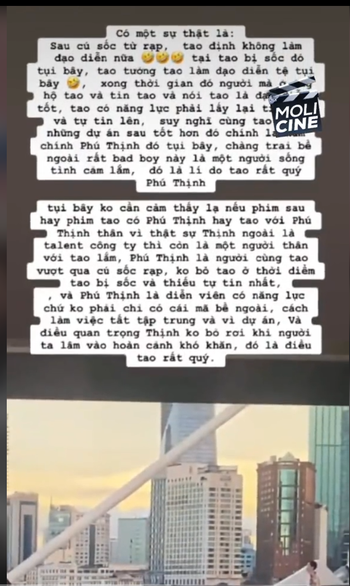 Có một sự thật là:
Sau cú sốc từ rạp, tao định không làm
đạo diễn nữa 🤣🤣🤣 tại tao bị sốc đó
tụi bây, tao tưởng tao làm đạo diễn tệ tụi
bây 🤣, xong thời gian đó người mà
hộ tao và tin tao và nói tao là
tốt, tao có năng lực phải lấy lại
và tự tin lên, suy nghĩ cùng tao
những dự án sau tốt hơn đó chính
chính Phú Thịnh đó tụi bây, chàng trai bề
ngoài rất bad boy này là một người sống
tình cảm lắm, đó là lí do tao rất quý
Phú Thịnh
MOLI
CINE
tụi bây ko cần cảm thấy lạ nếu phim sau
hay phim tao có Phú Thịnh hay tao với Phú
Thịnh thân vì thật sự Thịnh ngoài là
talent công ty thì còn là một người thân
với tao lắm, Phú Thịnh là người cùng tao
vượt qua cú sốc rạp, ko bỏ tao ở thời điểm
tao bị sốc và thiếu tự tin nhất,
, và Phú Thịnh là diễn viên có năng lực
chứ ko phải chỉ có cái mã bề ngoài, cách
làm việc tất tập trung và vì dự án, Và
điều quan trọng Thịnh ko bỏ rơi khi người
ta lâm vào hoàn cảnh khó khăn, đó là điều
tao rất quý.